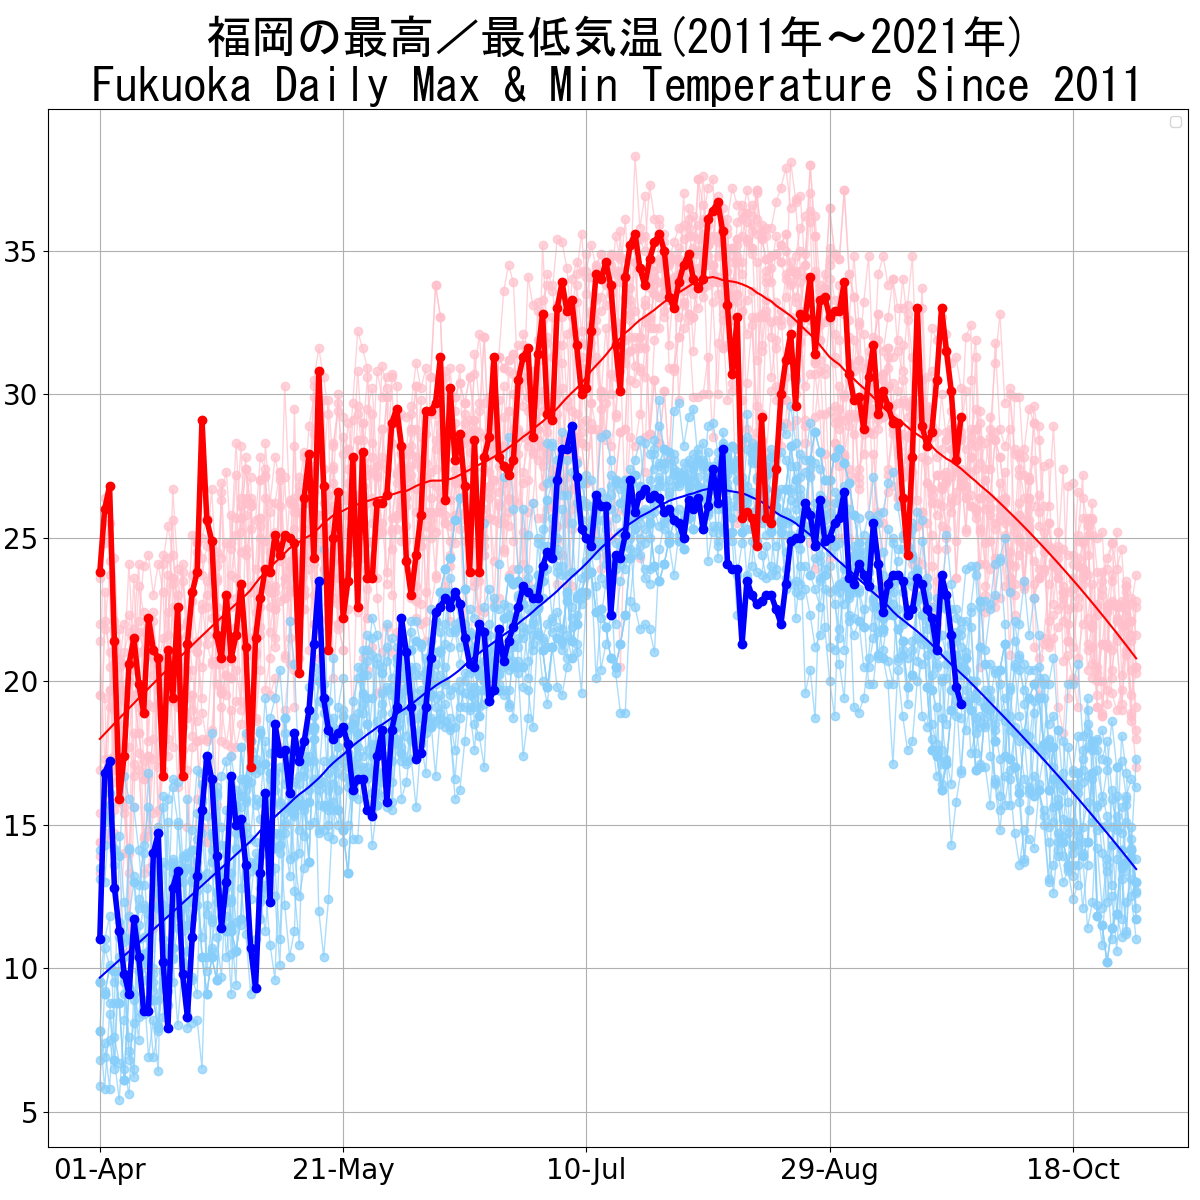 福岡の最高／最低気温(2011年～2021年)
Fukuoka Daily Max & Min Temperature Since 2011
35
30
25
20
15
10
5
01-Apr 21-May 10-Jul 29-Aug 18-Oct